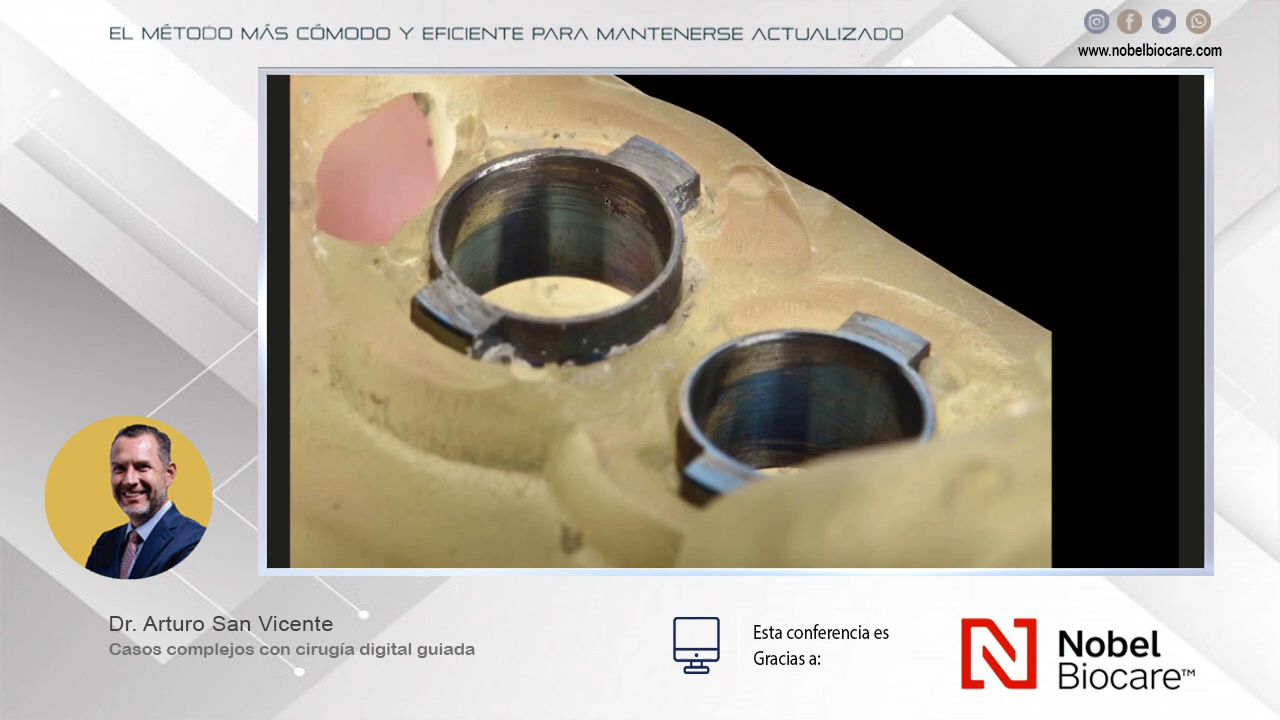 EL MÉTODO MÁS CÓMODO Y EFICIENTE PARA MANTENERSE ACTUALIZADO
www.nobelbiocare.com
Dr. Arturo San Vicente
Casos complejos con cirugía digital guiada
Esta conferencia es
Gracias a:
Nobel
Biocare™